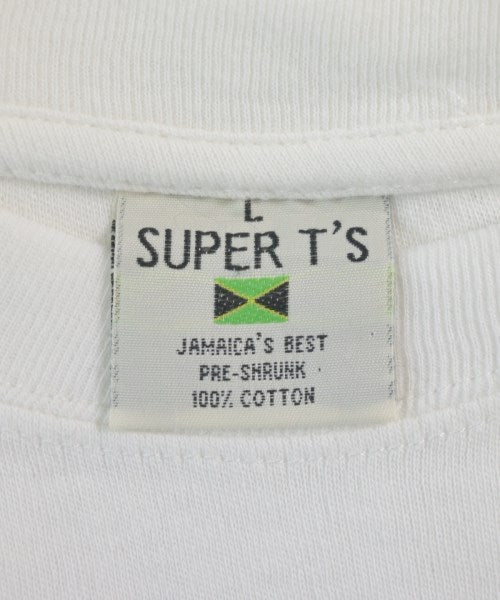 L
SUPER T'S
JAMAICA'S BEST
PRE-SHRUNK
100% COTTON